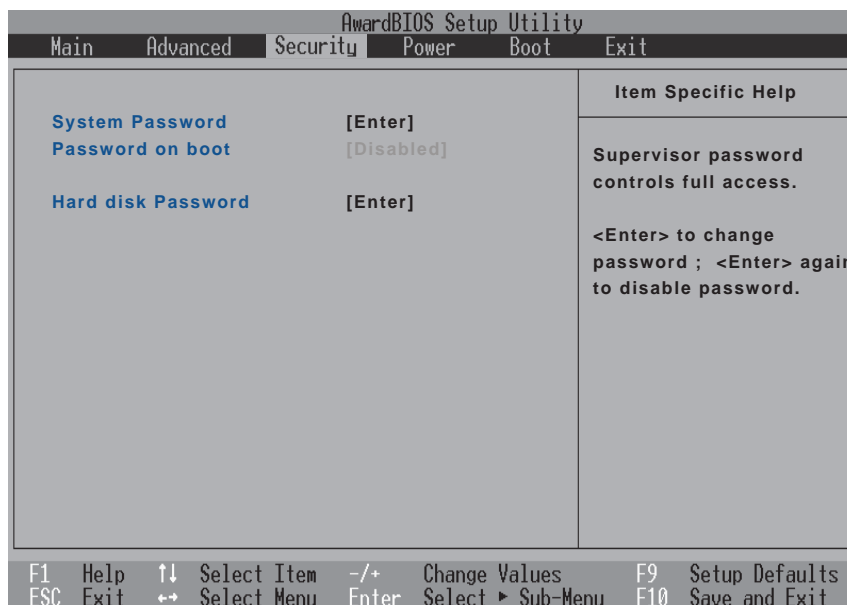 AwardBIOS Setup Utility
Main Advanced Security Power Boot Exit
System Password [Enter]
Password on boot [Disabled]
Hard disk Password [Enter]
Item Specific Help
Supervisor password
controls full access.
<Enter> to change
password ; <Enter> again
to disable password.
F1 Help ↑↓ Select Item -/+ Change Values F9 Setup Defaults
ESC Exit ←→ Select Menu Enter Select ▸ Sub-Menu F10 Save and Exit